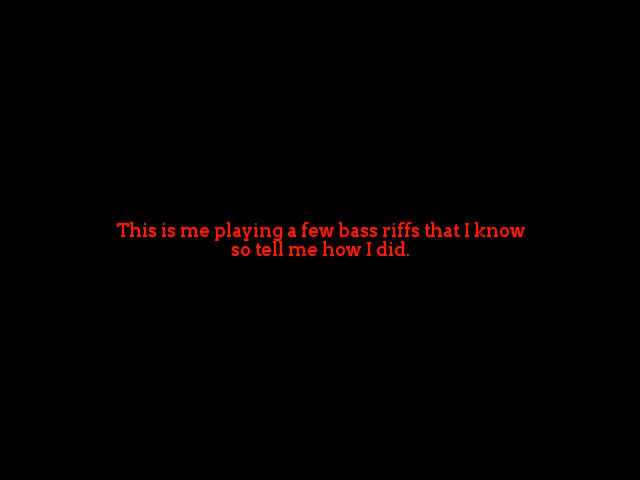 This is me playing a few bass riffs that I know
so tell me how I did.